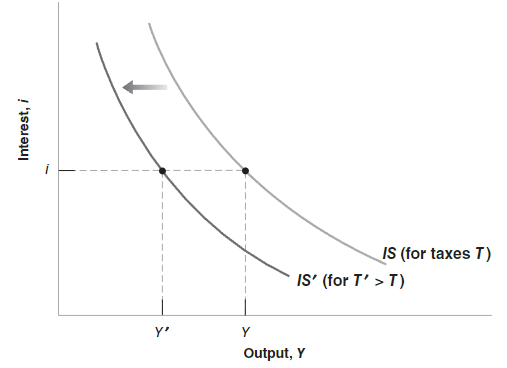 Interest, i
i
IS (for taxes T)
IS′ (for T′ > T)
Y′
Y
Output, Y